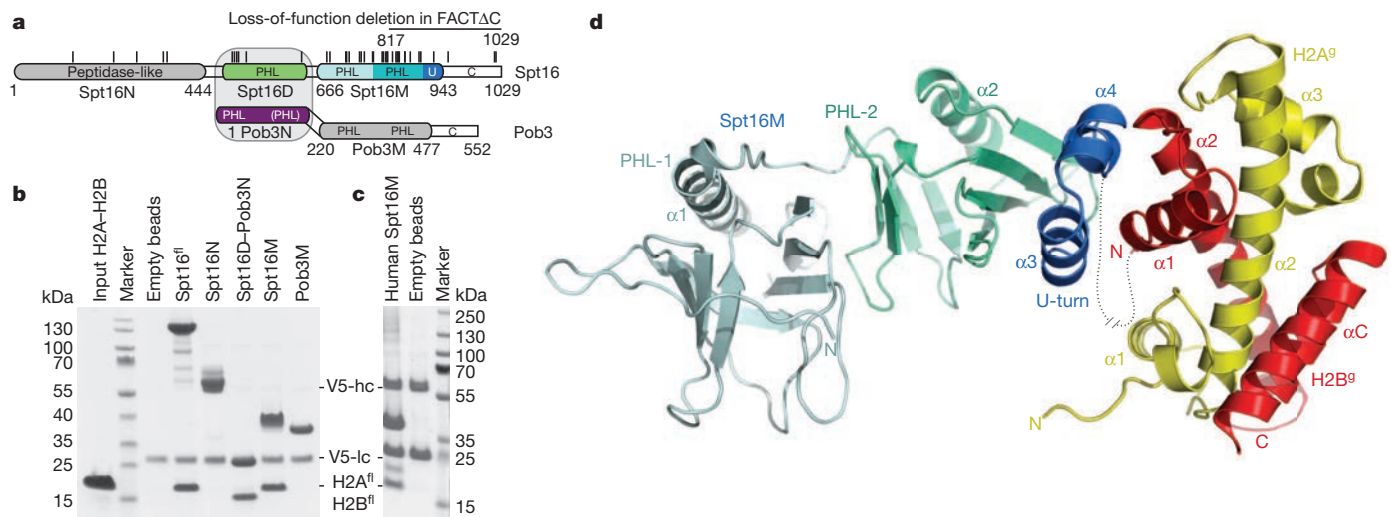 a
Loss-of-function deletion in FACTΔC
817 1029
Peptidase-like PHL PHL PHL U C Spt16
1 Spt16N 444 Spt16D 666 Spt16M 943 1029
PHL (PHL) PHL PHL C Pob3
1 Pob3N 220 Pob3M 477 552
b
Input H2A–H2B
Marker
Empty beads
Spt16fl
Spt16N
Spt16D–Pob3N
Spt16M
Pob3M
kDa
130
100
70
55
40
35
25
15
V5-hc
V5-lc
H2Afl
H2Bfl
c
Human Spt16M
Empty beads
Marker
kDa
250
130
100
70
55
35
25
15
d
PHL-1
α1
Spt16M
N
PHL-2
α2
α4
α3
U-turn
H2Ag
α3
α2
N
α1
α2
α1
αC
H2Bg
N
C